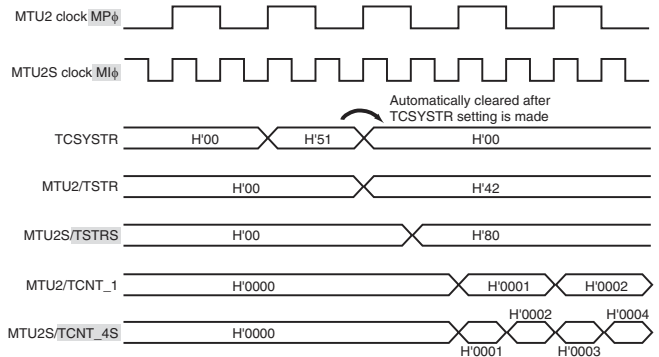 MTU2 clock MPϕ
MTU2S clock MIϕ
Automatically cleared after
TCSYSTR setting is made
TCSYSTR H'00 H'51 H'00
MTU2/TSTR H'00 H'42
MTU2S/TSTRS H'00 H'80
MTU2/TCNT_1 H'0000 H'0001 H'0002
H'0002 H'0004
MTU2S/TCNT_4S H'0000
H'0001 H'0003